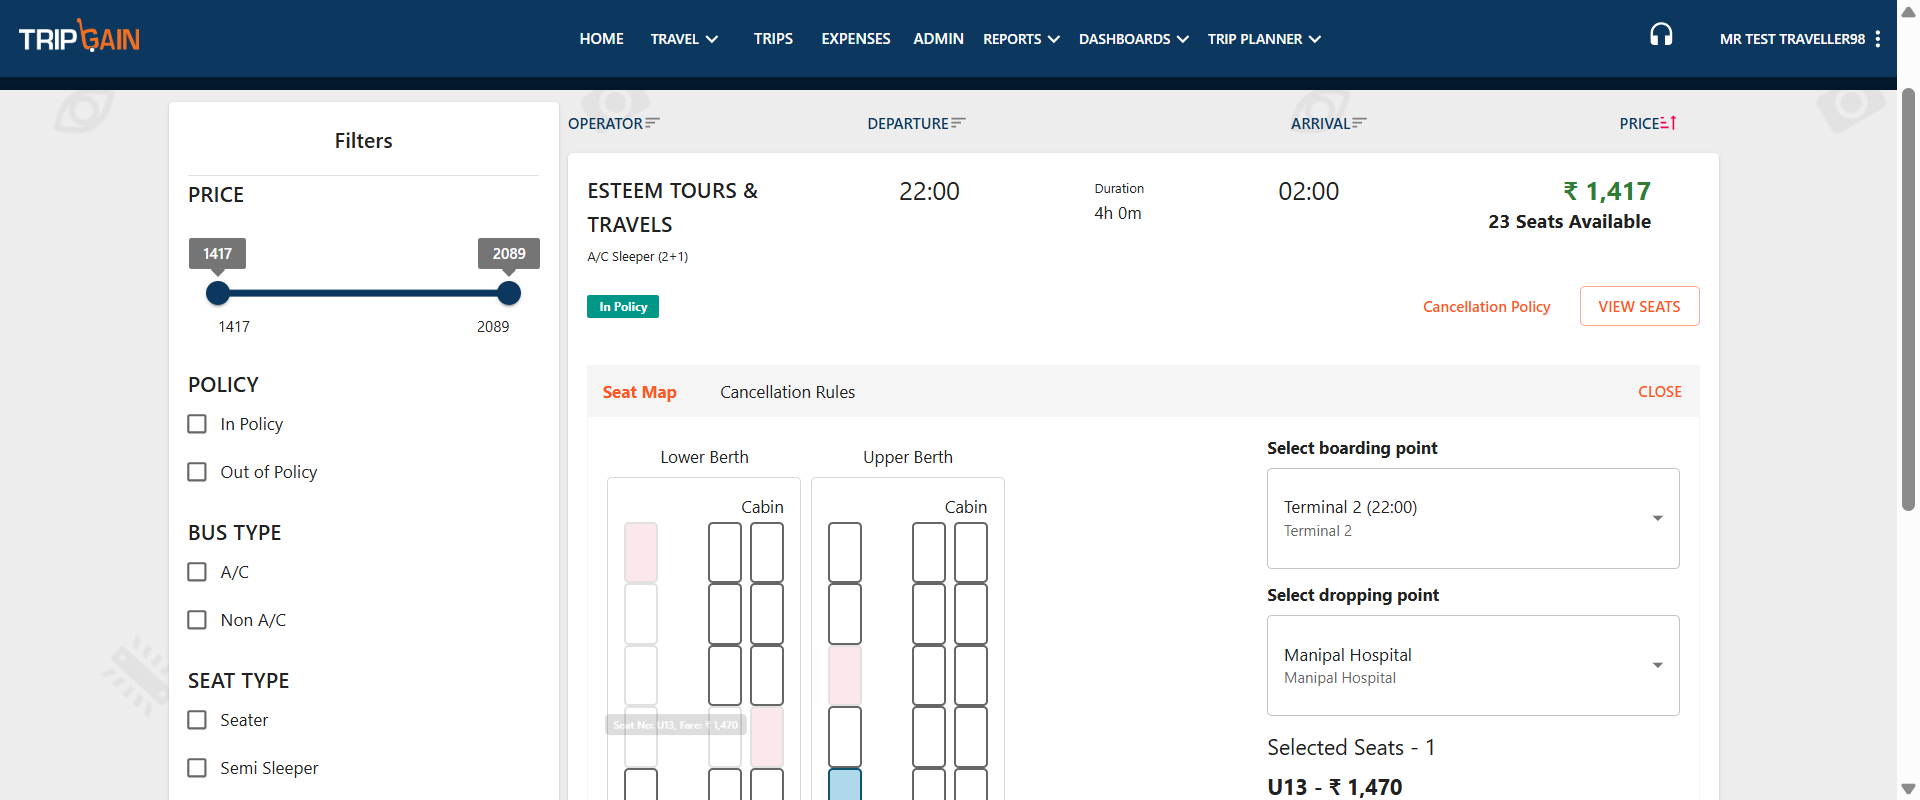 TRIPGAIN
HOME TRAVEL TRIPS EXPENSES ADMIN REPORTS DASHBOARDS TRIP PLANNER
MR TEST TRAVELLER98
Filters
PRICE
1417 2089
1417 2089
POLICY
In Policy
Out of Policy
BUS TYPE
A/C
Non A/C
SEAT TYPE
Seater
Semi Sleeper
OPERATOR DEPARTURE ARRIVAL PRICE
ESTEEM TOURS &
TRAVELS
A/C Sleeper (2+1)
22:00
Duration
4h 0m
02:00
₹ 1,417
23 Seats Available
In Policy
Cancellation Policy
VIEW SEATS
Seat Map Cancellation Rules CLOSE
Lower Berth Upper Berth
Cabin Cabin
Seat No: U13, Fare: ₹ 1,470
Select boarding point
Terminal 2 (22:00)
Terminal 2
Select dropping point
Manipal Hospital
Manipal Hospital
Selected Seats - 1
U13 - ₹ 1,470